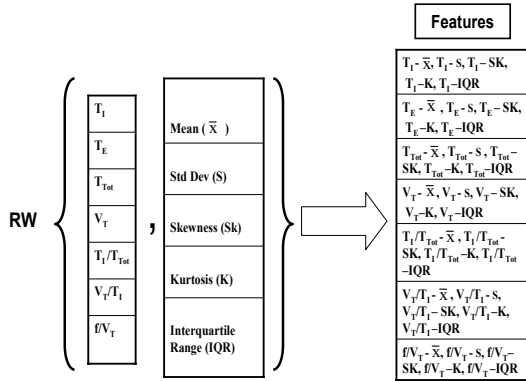 Features
RW
T_I
T_E
T_Tot
V_T
T_I/T_Tot
V_T/T_I
f/V_T
,
Mean ( x̄ )
Std Dev (S)
Skewness (Sk)
Kurtosis (K)
Interquartile
Range (IQR)
T_I- x̄, T_I- s, T_I– SK,
T_I–K, T_I–IQR
T_E- x̄ , T_E- s, T_E– SK,
T_E–K, T_E–IQR
T_Tot- x̄, T_Tot- s , T_Tot–
SK, T_Tot–K, T_Tot–IQR
V_T- x̄, V_T- s, V_T– SK,
V_T–K, V_T–IQR
T_I/T_Tot- x̄ , T_I/T_Tot-
SK, T_I/T_Tot–K, T_I/T_Tot
–IQR
V_T/T_I- x̄ , V_T/T_I- s,
V_T/T_I– SK, V_T/T_I–K,
V_T/T_I–IQR
f/V_T- x̄, f/V_T- s, f/V_T–
SK, f/V_T–K, f/V_T–IQR